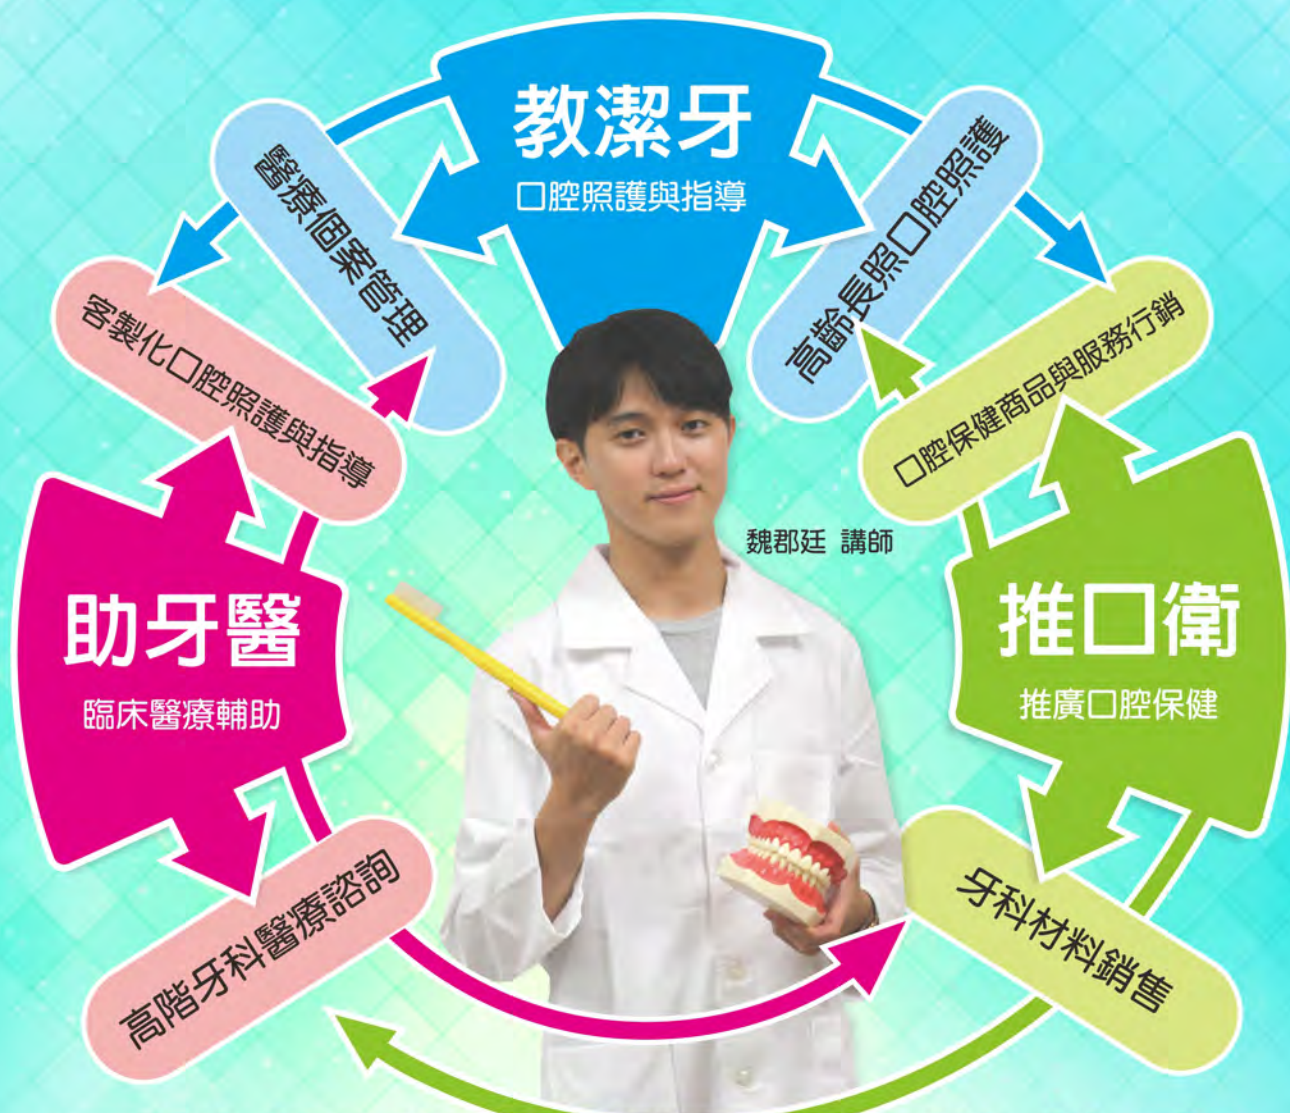 教潔牙
口腔照護與指導
醫療個案管理
高齡長照口腔照護
客製化口腔照護與指導
口腔保健商品與服務行銷
魏郡廷 講師
助牙醫
臨床醫療輔助
推口衛
推廣口腔保健
高階牙科醫療諮詢
牙科材料銷售